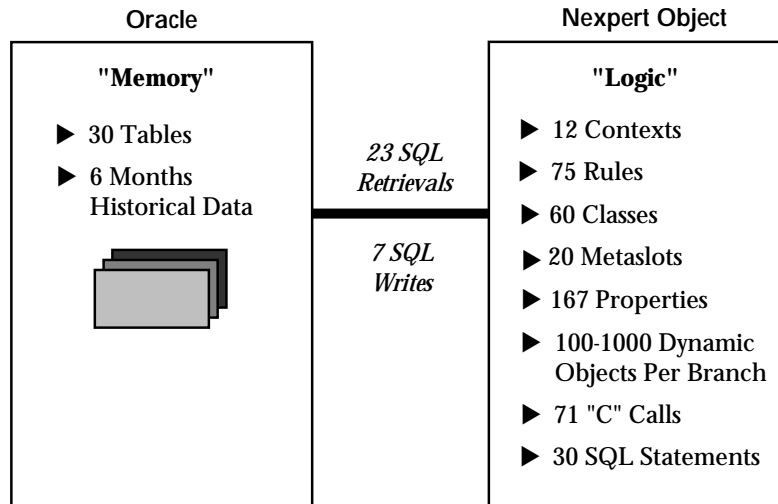 Oracle
"Memory"
▶ 30 Tables
▶ 6 Months
Historical Data
23 SQL
Retrievals
7 SQL
Writes
Nexpert Object
"Logic"
▶ 12 Contexts
▶ 75 Rules
▶ 60 Classes
▶ 20 Metaslots
▶ 167 Properties
▶ 100-1000 Dynamic
Objects Per Branch
▶ 71 "C" Calls
▶ 30 SQL Statements